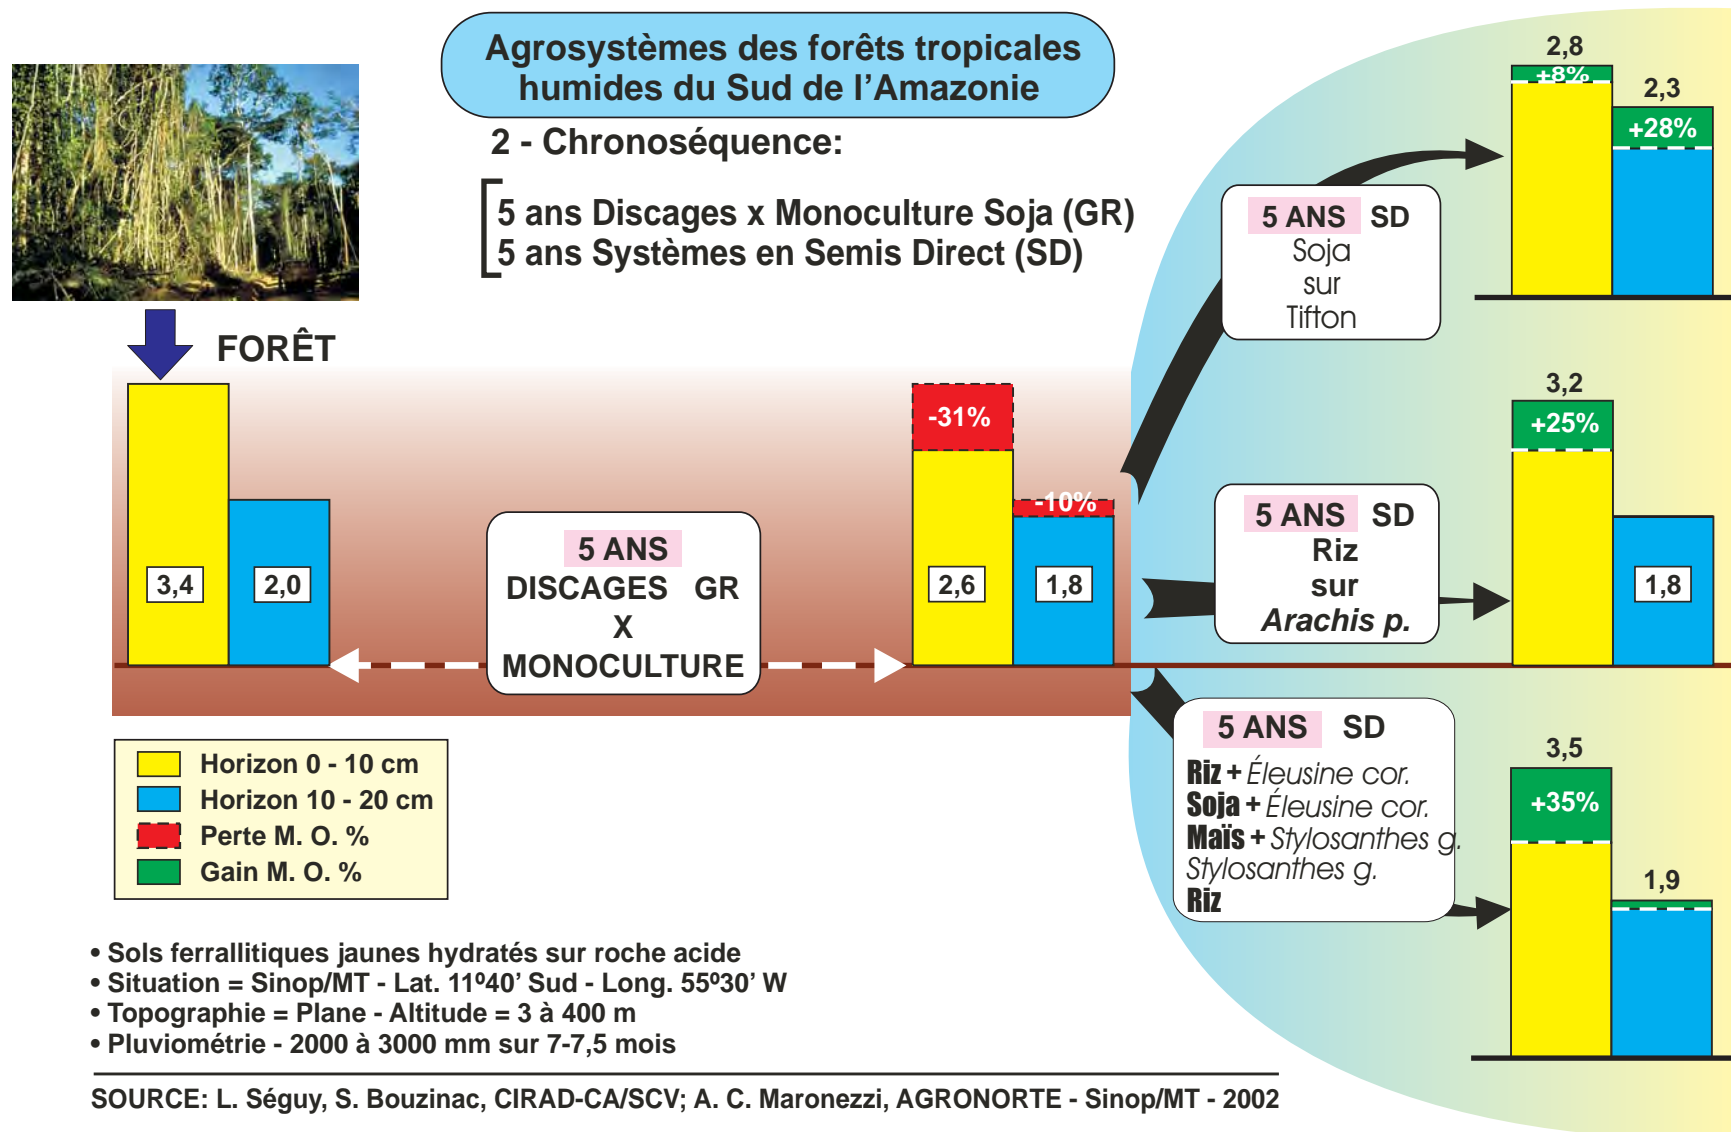 Agrosystèmes des forêts tropicales
humides du Sud de l’Amazonie
2 - Chronoséquence:
5 ans Discages x Monoculture Soja (GR)
5 ans Systèmes en Semis Direct (SD)
FORÊT
3,4
2,0
5 ANS
DISCAGES GR
X
MONOCULTURE
-31%
-10%
2,6
1,8
5 ANS SD
Soja
sur
Tifton
2,8
+8%
2,3
+28%
5 ANS SD
Riz
sur
Arachis p.
3,2
+25%
1,8
5 ANS SD
Riz + Éleusine cor.
Soja + Éleusine cor.
Maïs + Stylosanthes g.
Stylosanthes g.
Riz
3,5
+35%
1,9
Horizon 0 - 10 cm
Horizon 10 - 20 cm
Perte M. O. %
Gain M. O. %
• Sols ferrallitiques jaunes hydratés sur roche acide
• Situation = Sinop/MT - Lat. 11º40’ Sud - Long. 55º30’ W
• Topographie = Plane - Altitude = 3 à 400 m
• Pluviométrie - 2000 à 3000 mm sur 7-7,5 mois
SOURCE: L. Séguy, S. Bouzinac, CIRAD-CA/SCV; A. C. Maronezzi, AGRONORTE - Sinop/MT - 2002